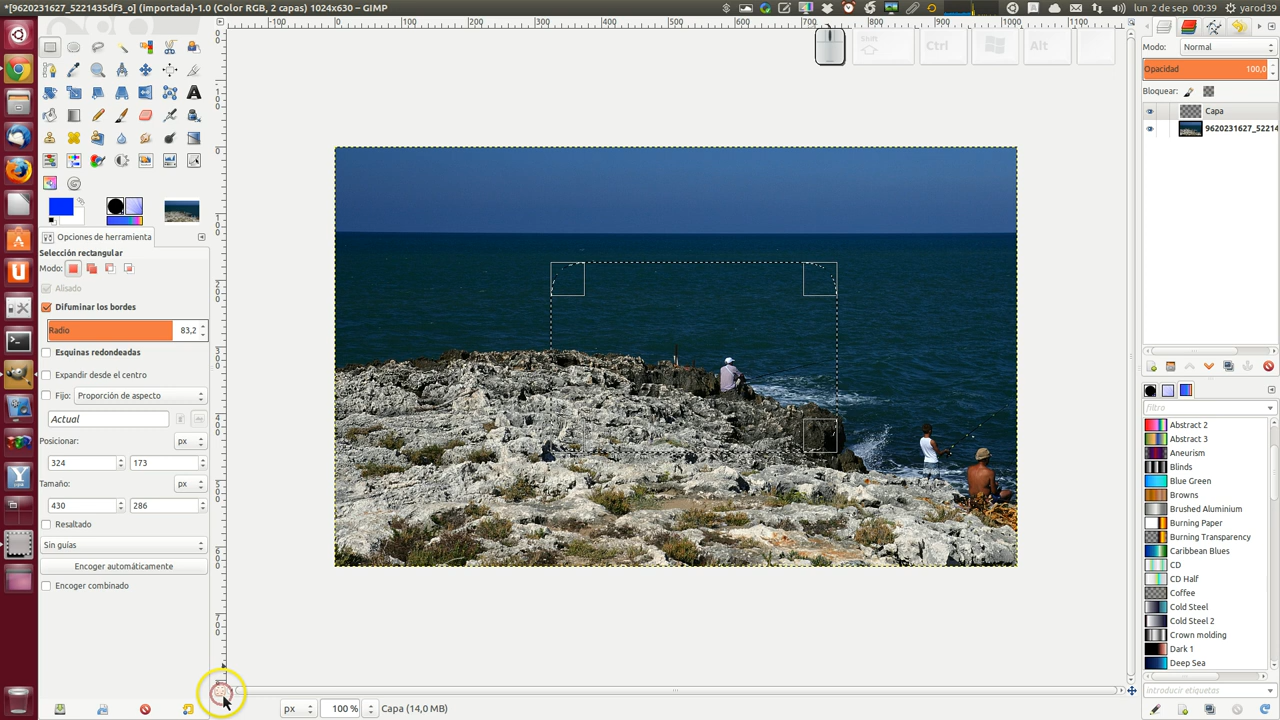 *[9620231627_5221435df3_o] (Importada)-1.0 (Color RGB, 2 capas) 1024x630 – GIMP
lun 2 de sep 00:39
yarod39
Shift
Ctrl
Alt
Modo: Normal
Opacidad 100,0
Bloquear:
Capa
9620231627_52214
Opciones de herramienta
Selección rectangular
Modo:
Alisado
Difuminar los bordes
Radio 83,2
Esquinas redondeadas
Expandir desde el centro
Fijo: Proporción de aspecto
Actual
Posicionar: px
324 173
Tamaño: px
430 286
Resaltado
Sin guías
Encoger automáticamente
Encoger combinado
filtro
Abstract 2
Abstract 3
Aneurism
Blinds
Blue Green
Browns
Brushed Aluminium
Burning Paper
Burning Transparency
Caribbean Blues
CD
CD Half
Coffee
Cold Steel
Cold Steel 2
Crown molding
Dark 1
Deep Sea
introducir etiquetas
px 100 % Capa (14,0 MB)